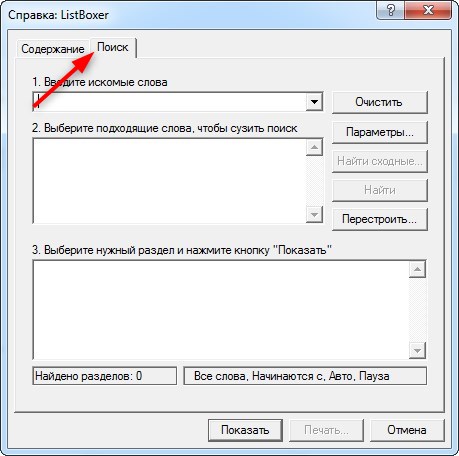 Справка: ListBoxer
?
Содержание
Поиск
1. Введите искомые слова
Очистить
2. Выберите подходящие слова, чтобы сузить поиск
Параметры...
Найти сходные...
Найти
Перестроить...
3. Выберите нужный раздел и нажмите кнопку "Показать"
Найдено разделов: 0
Все слова, Начинаются с, Авто, Пауза
Показать
Печать...
Отмена